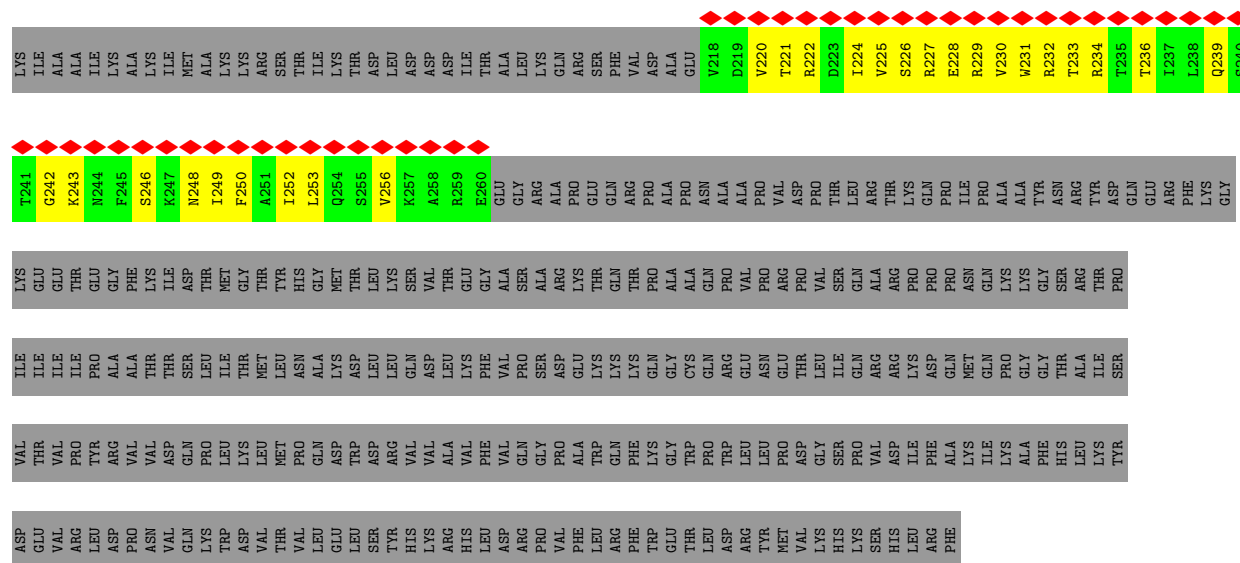 LYS ILE ALA ALA ILE LYS ALA LYS ILE MET ALA LYS LYS ARG SER THR ILE LYS THR ASP LEU ASP ASP ASP ILE THR ALA LEU LYS GLN ARG SER PHE VAL ASP ALA GLU V218 D219 V220 T221 R222 D223 I224 V225 S226 R227 E228 R229 V230 W231 R232 T233 R234 T235 T236 I237 L238 Q239 S240
T241 G242 K243 N244 F245 S246 K247 N248 I249 F250 A251 I252 L253 Q254 S255 V256 K257 A258 R259 E260 GLU GLY ARG ALA PRO GLU GLN ARG PRO ALA PRO ASN ALA ALA PRO VAL ASP PRO THR LEU ARG THR LYS GLN PRO ILE PRO ALA ALA TYR ASN ARG TYR ASP GLN GLU ARG PHE LYS GLY
LYS GLU GLU THR GLU GLY PHE LYS ILE ASP THR MET GLY THR TYR HIS GLY MET THR LEU LYS SER VAL THR GLU GLY ALA SER ALA ARG LYS THR GLN THR PRO ALA ALA GLN PRO VAL PRO ARG PRO VAL SER GLN ALA ARG PRO PRO PRO ASN GLN LYS LYS GLY SER ARG THR PRO
ILE ILE ILE ILE PRO ALA ALA THR THR SER LEU ILE THR MET LEU ASN ALA LYS ASP LEU LEU GLN ASP LEU LYS PHE VAL PRO SER ASP GLU LYS LYS LYS GLN GLY CYS GLN ARG GLU ASN GLU THR LEU ILE GLN ARG ARG LYS ASP GLN MET GLN PRO GLY GLY THR ALA ILE SER
VAL THR VAL PRO TYR ARG VAL VAL ASP GLN PRO LEU LYS LEU MET PRO GLN ASP TRP ASP ARG VAL VAL ALA VAL PHE VAL GLN GLY PRO ALA TRP GLN PHE LYS GLY TRP PRO TRP LEU LEU PRO ASP GLY SER PRO VAL ASP ILE PHE ALA LYS ILE LYS ALA PHE HIS LEU LYS TYR
ASP GLU VAL ARG LEU ASP PRO ASN VAL GLN LYS TRP ASP VAL THR VAL LEU GLU LEU SER TYR HIS LYS ARG HIS LEU ASP ARG PRO VAL PHE LEU ARG PHE TRP GLU THR LEU ASP ARG TYR MET VAL LYS HIS LYS SER HIS LEU ARG PHE